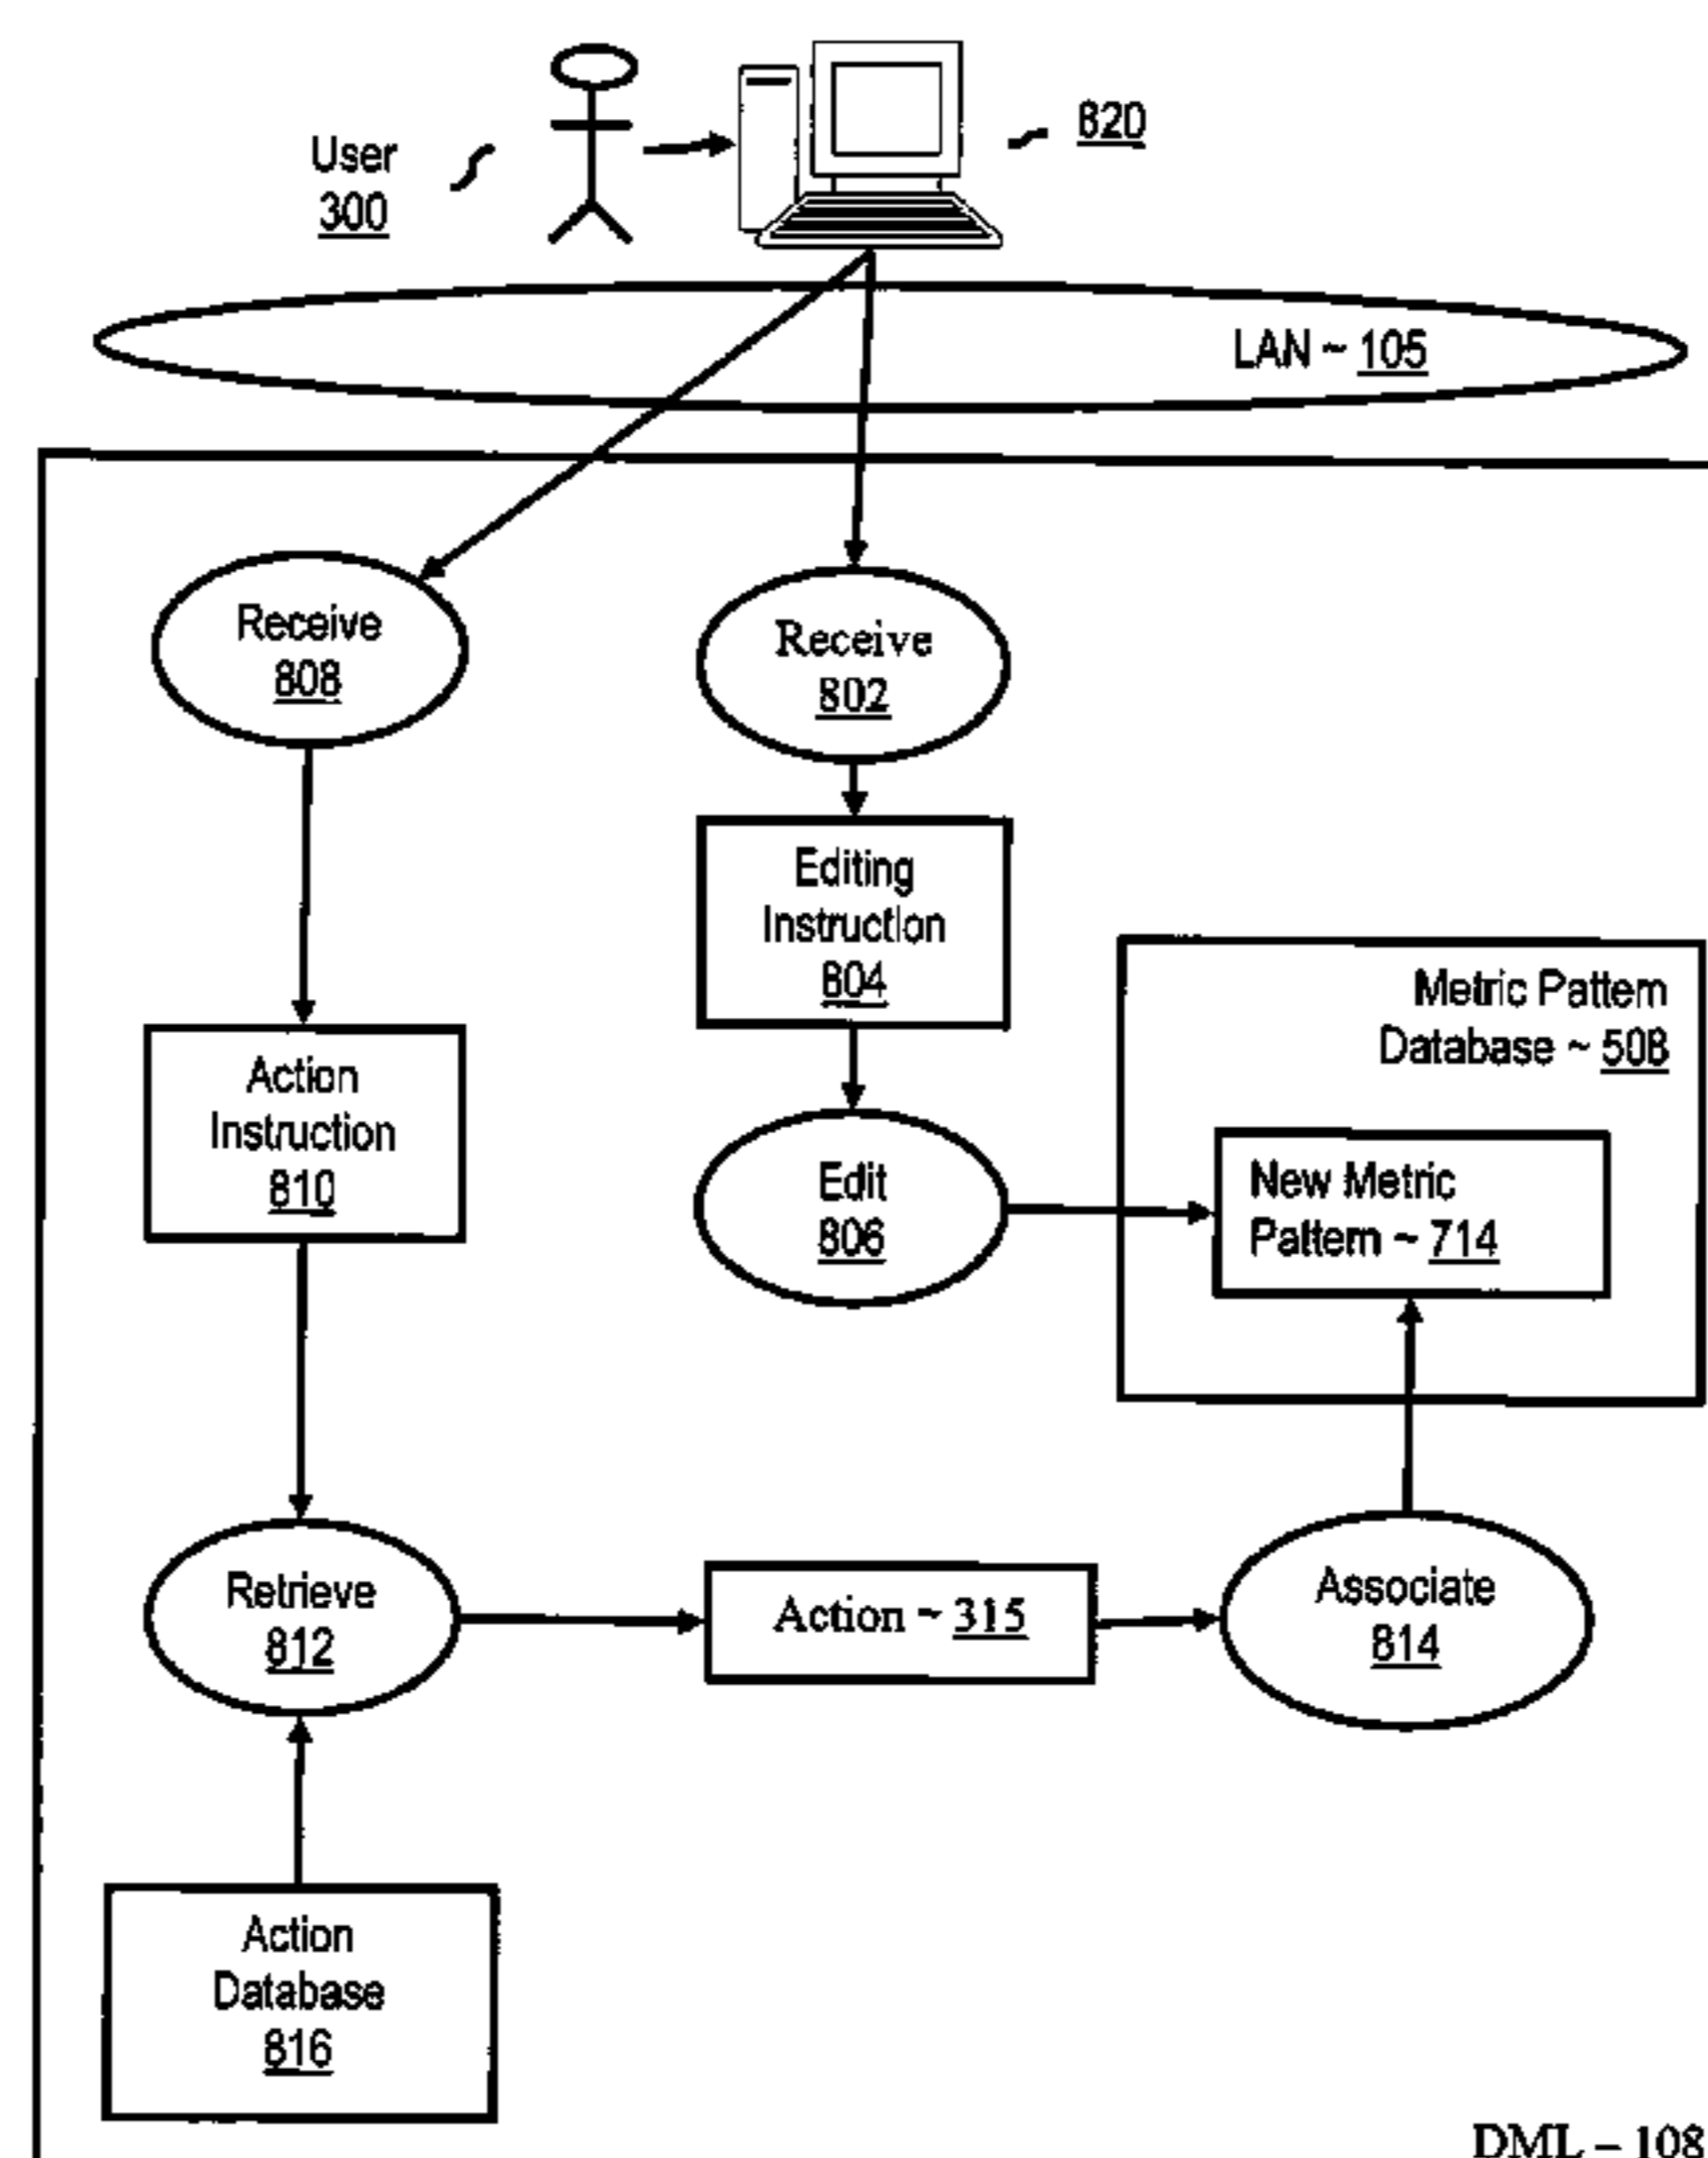 User
300
820
LAN ~ 105
Receive
808
Receive
802
Editing
Instruction
804
Metric Pattern
Database ~ 508
Action
Instruction
810
Edit
806
New Metric
Pattern ~ 714
Retrieve
812
Action ~ 315
Associate
814
Action
Database
816
DML – 108